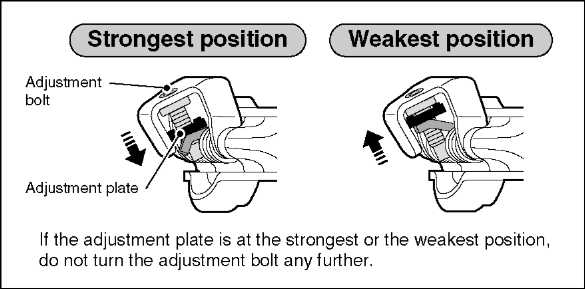 Strongest position
Weakest position
Adjustment
bolt
Adjustment plate
If the adjustment plate is at the strongest or the weakest position,
do not turn the adjustment bolt any further.